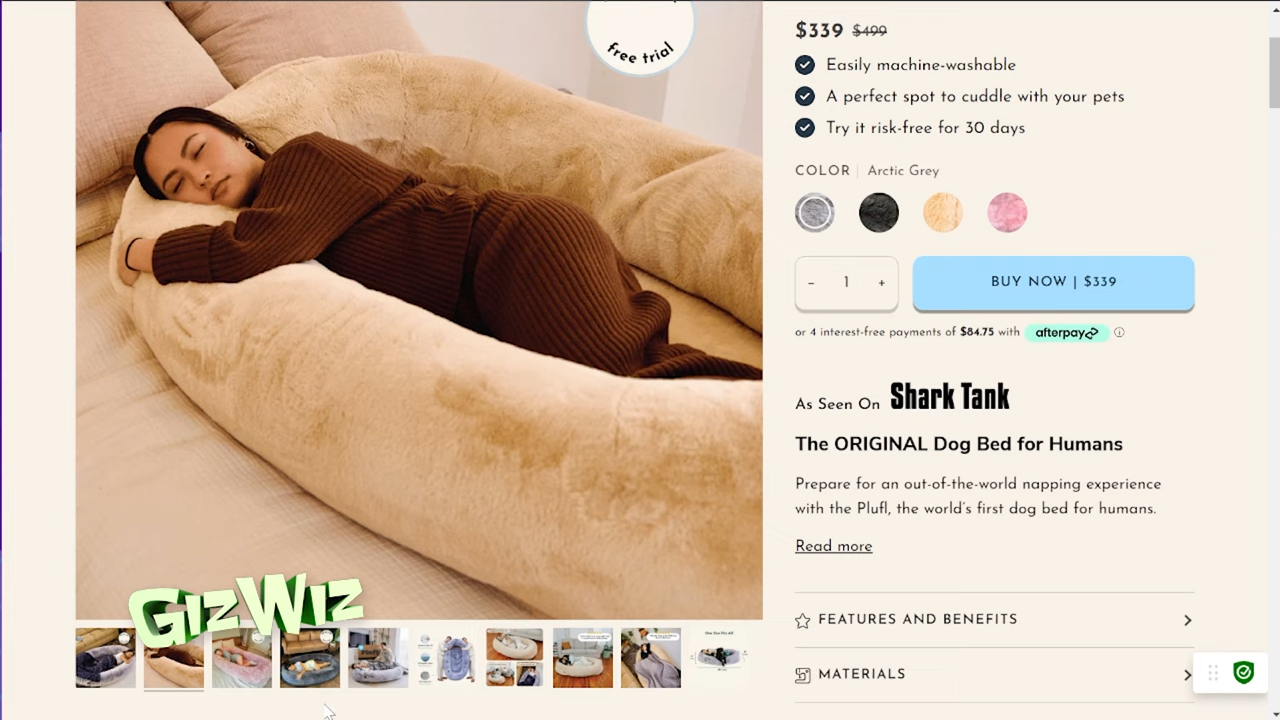 free trial
$339 $499
Easily machine-washable
A perfect spot to cuddle with your pets
Try it risk-free for 30 days
COLOR | Arctic Grey
- 1 +
BUY NOW | $339
or 4 interest-free payments of $84.75 with afterpay
As Seen On Shark Tank
The ORIGINAL Dog Bed for Humans
Prepare for an out-of-the-world napping experience
with the Plufl, the world's first dog bed for humans.
Read more
FEATURES AND BENEFITS
MATERIALS
GizWiz